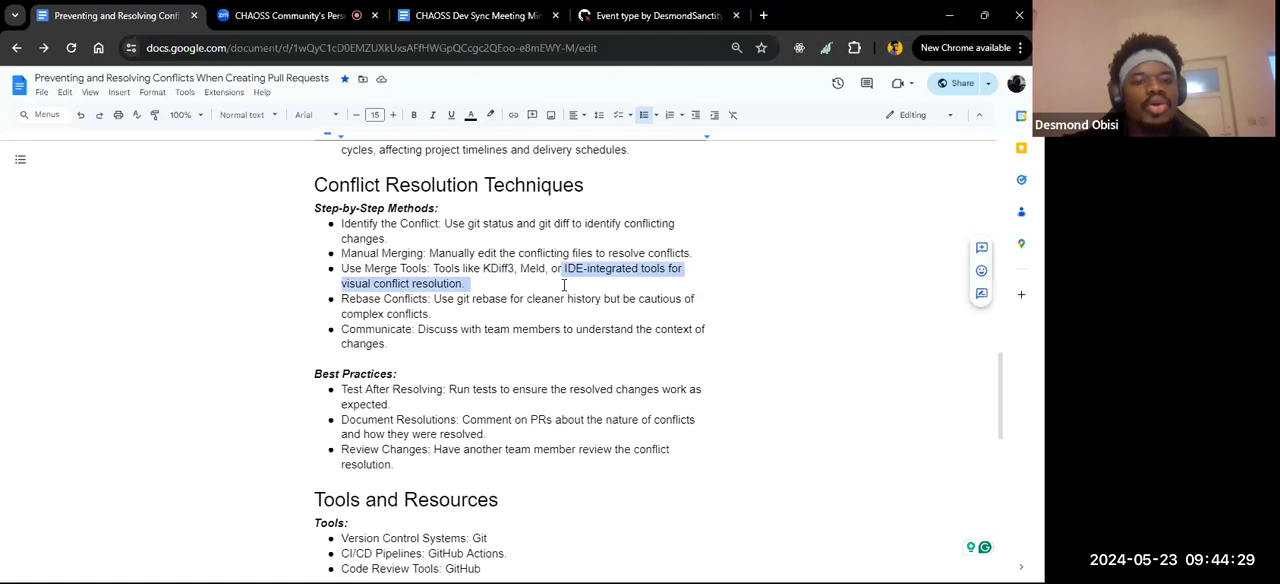 Preventing and Resolving Confl
CHAOSS Community's Pers
CHAOSS Dev Sync Meeting Mi
Event type by DesmondSanctity
docs.google.com/document/d/1wQyC1cD0EMZUXkUxsAFfHWGpQCcgc2QEoo-e8mEWY-M/edit
New Chrome available
Preventing and Resolving Conflicts When Creating Pull Requests
File Edit View Insert Format Tools Extensions Help
Share
Menus 100% Normal text Arial 15 B I U A Editing
Desmond Obisi
cycles, affecting project timelines and delivery schedules.
Conflict Resolution Techniques
Step-by-Step Methods:
● Identify the Conflict: Use git status and git diff to identify conflicting
changes.
● Manual Merging: Manually edit the conflicting files to resolve conflicts.
● Use Merge Tools: Tools like KDiff3, Meld, or IDE-integrated tools for
visual conflict resolution.
● Rebase Conflicts: Use git rebase for cleaner history but be cautious of
complex conflicts.
● Communicate: Discuss with team members to understand the context of
changes.
Best Practices:
● Test After Resolving: Run tests to ensure the resolved changes work as
expected.
● Document Resolutions: Comment on PRs about the nature of conflicts
and how they were resolved.
● Review Changes: Have another team member review the conflict
resolution.
Tools and Resources
Tools:
● Version Control Systems: Git
● CI/CD Pipelines: GitHub Actions.
● Code Review Tools: GitHub
2024-05-23 09:44:29